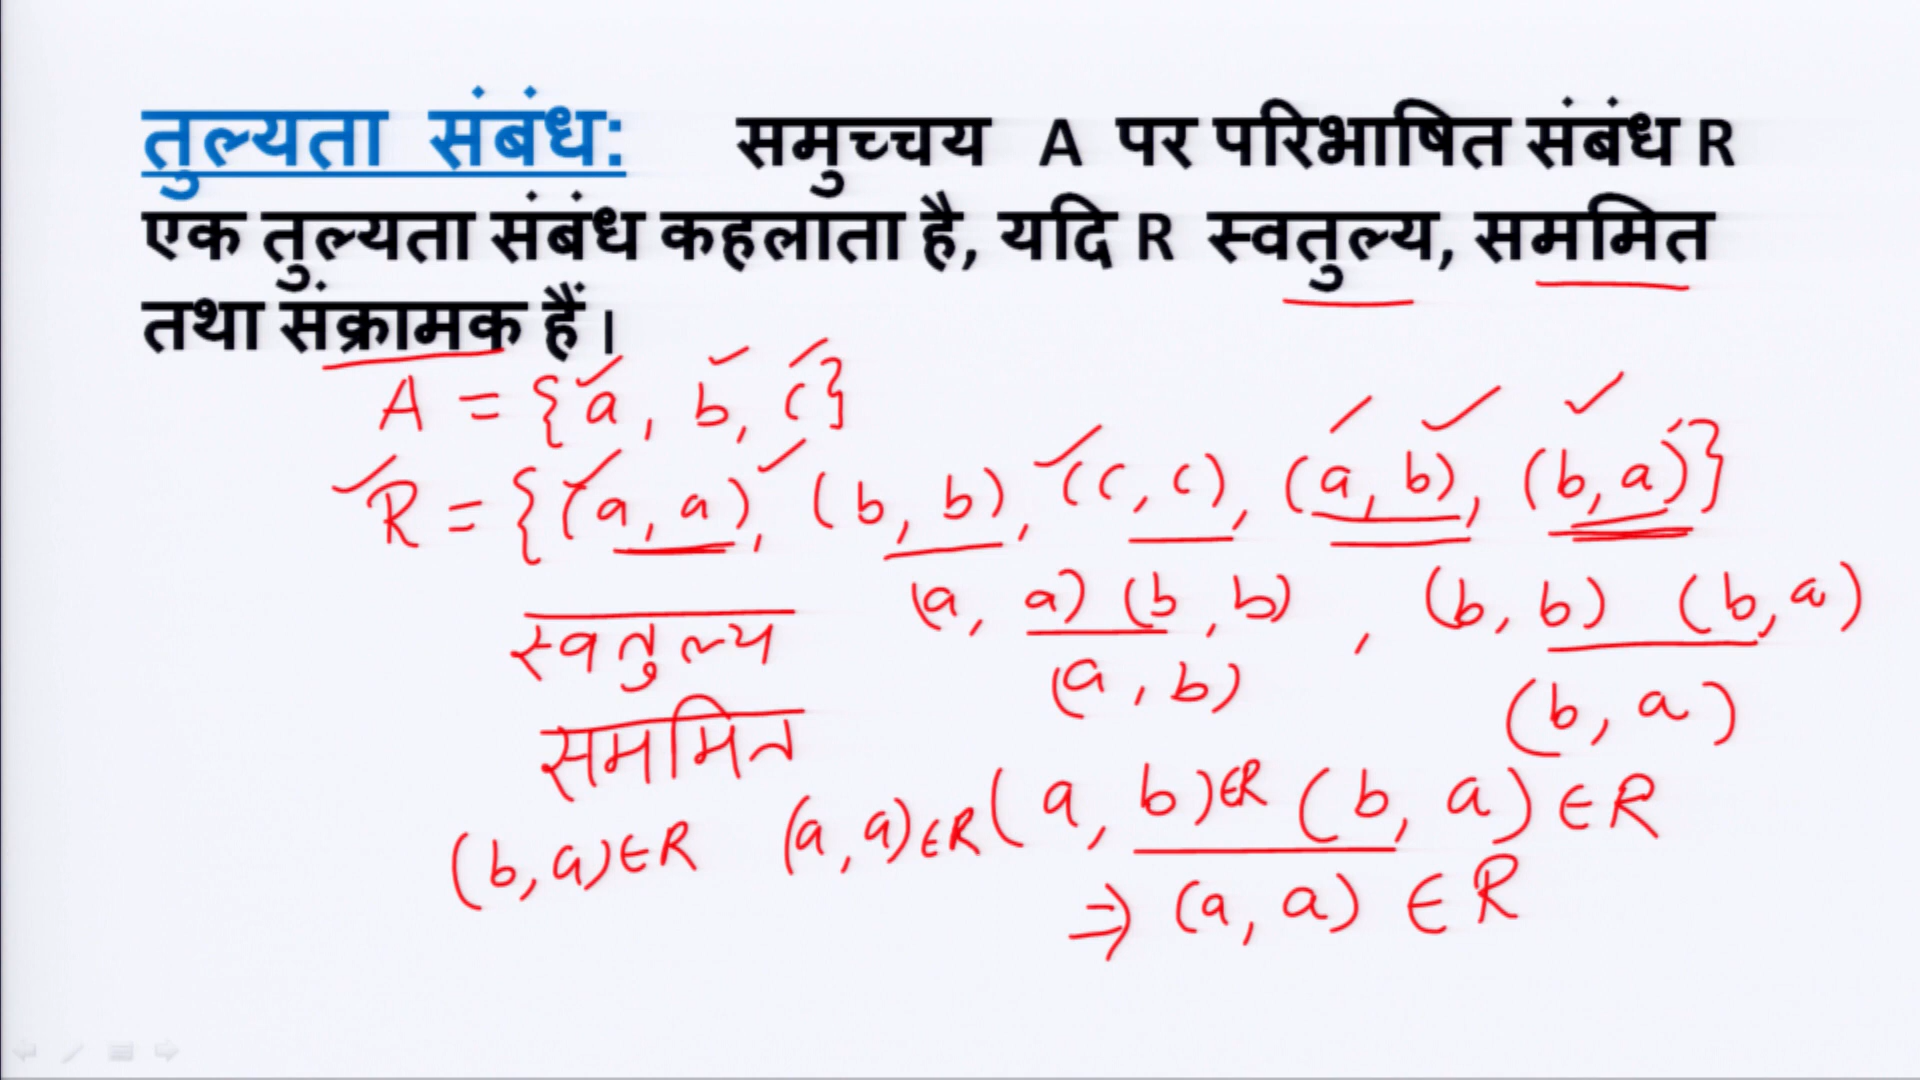 तुल्यता संबंध: समुच्चय A पर परिभाषित संबंध R
एक तुल्यता संबंध कहलाता है, यदि R स्वतुल्य, सममित
तथा संक्रामक हैं।
A = {a, b, c}
R = {(a, a), (b, b), (c, c), (a, b), (b, a)}
(a, a) (b, b) , (b, b) (b, a)
स्वतुल्य
(a, b) (b, a)
सममित
(a, b)∈R (b, a) ∈ R
(b, a)∈R (a, a)∈R
⇒ (a, a) ∈ R